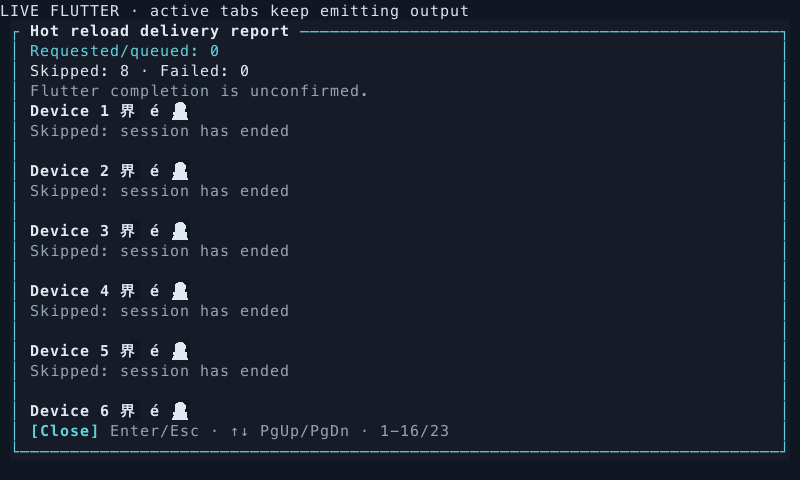 LIVE FLUTTER · active tabs keep emitting output
Hot reload delivery report
Requested/queued: 0
Skipped: 8 · Failed: 0
Flutter completion is unconfirmed.
Device 1 界 é 👤
Skipped: session has ended
Device 2 界 é 👤
Skipped: session has ended
Device 3 界 é 👤
Skipped: session has ended
Device 4 界 é 👤
Skipped: session has ended
Device 5 界 é 👤
Skipped: session has ended
Device 6 界 é 👤
[Close] Enter/Esc · ↑↓ PgUp/PgDn · 1-16/23